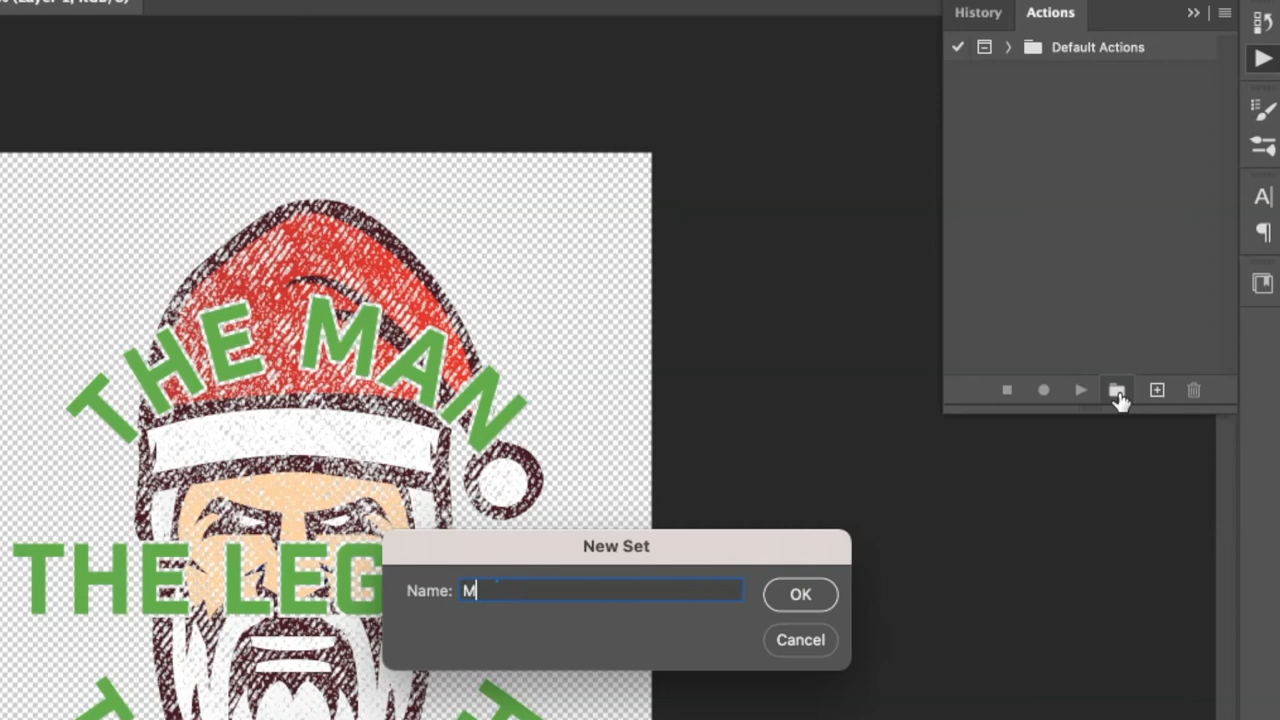 History
Actions
Default Actions
THE MAN
THE LEG
New Set
Name: M
OK
Cancel